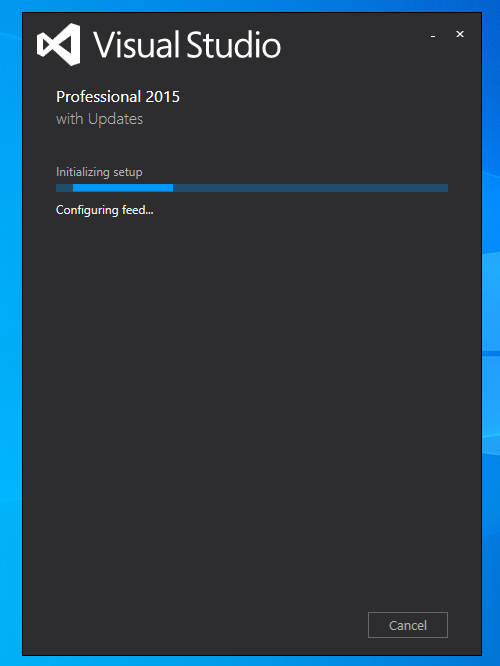 Visual Studio
Professional 2015
with Updates
Initializing setup
Configuring feed...
Cancel